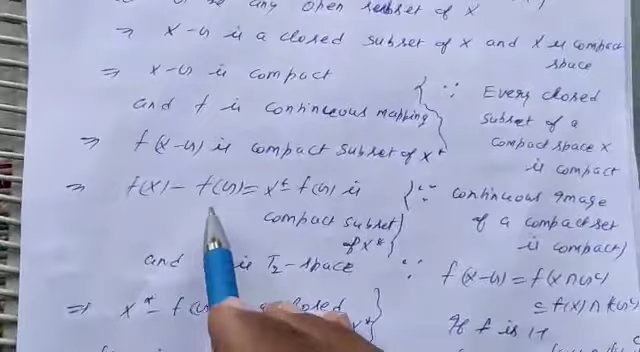 be any open subset of X
⇒ X-G is a closed subset of X and X is compact
space
⇒ X-G is compact
and f is continuous mapping
{ ∵ Every closed
subset of a
compact space X
is compact
⇒ f(X-G) is compact subset of X*
⇒ f(X) - f(G) = X* - f(G) is
compact subset
of X*
{ ∵ continuous image
of a compact set
is compact}
and is T₂-space
∵ f(X-G) = f(X∩G^c)
⊆ f(X) ∩
If f is 1-1
⇒ X* - f(G)